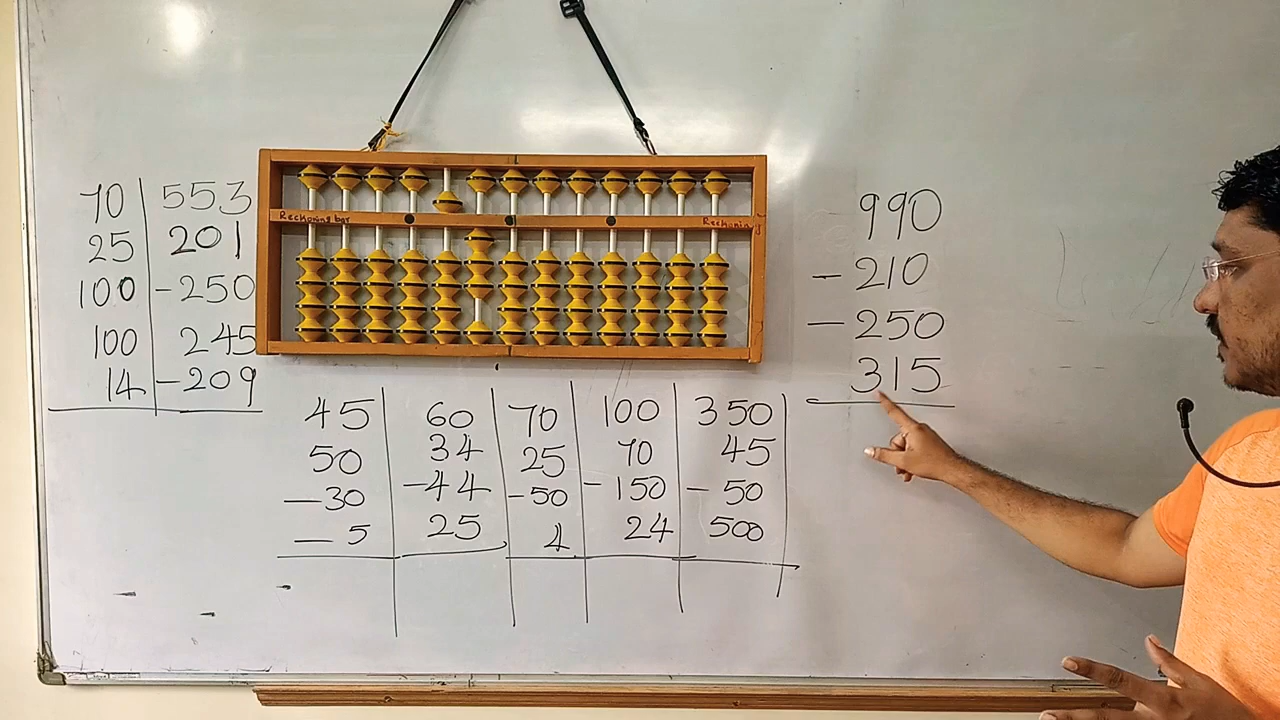 70 553
25 201
100 -250
100 245
14 -209
Reckoning bar
Reckoning
990
- 210
- 250
315
45 60 70 100 350
50 34 25 70 45
-30 -44 -50 -150 - 50
- 5 25 4 24 500